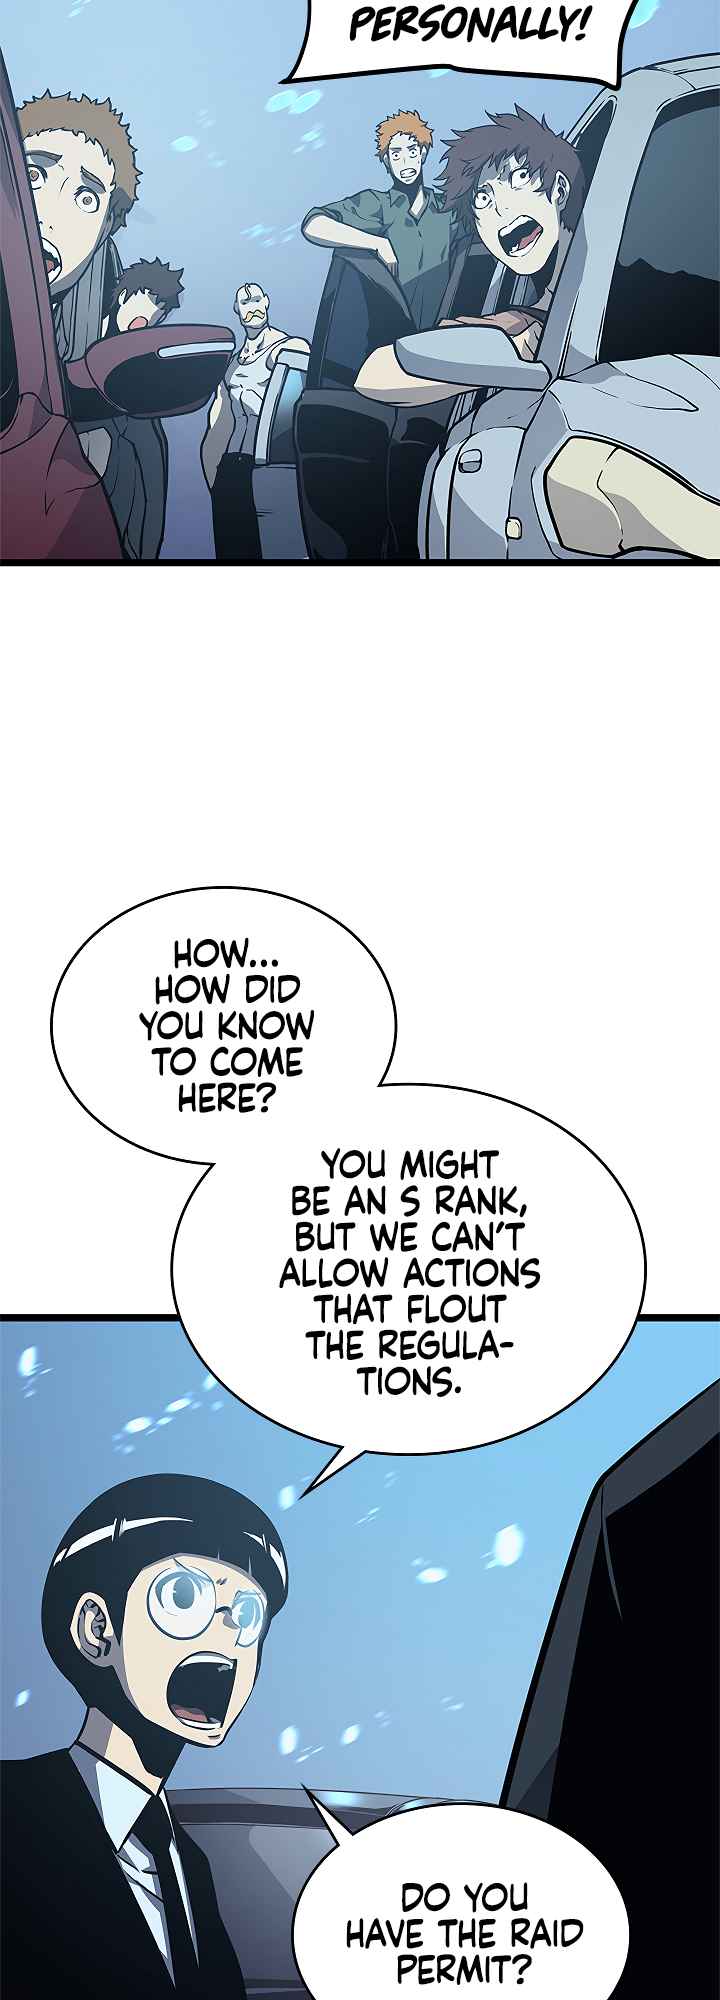 PERSONALLY!
HOW...
HOW DID
YOU KNOW
TO COME
HERE?
YOU MIGHT
BE AN S RANK,
BUT WE CAN'T
ALLOW ACTIONS
THAT FLOUT
THE REGULA-
TIONS.
DO YOU
HAVE THE RAID
PERMIT?